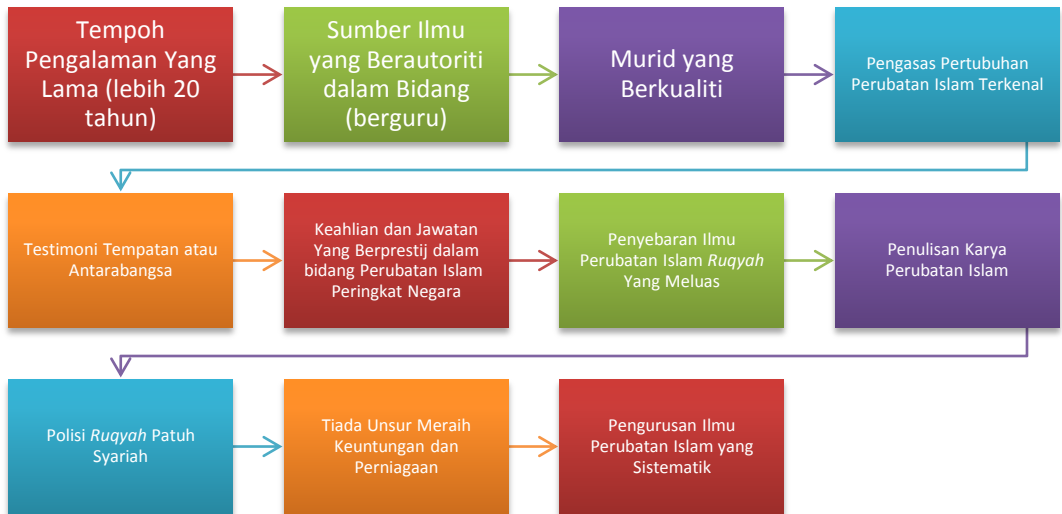 Tempoh
Pengalaman Yang
Lama (lebih 20
tahun)
Sumber Ilmu
yang Berautoriti
dalam Bidang
(berguru)
Murid yang
Berkualiti
Pengasas Pertubuhan
Perubatan Islam Terkenal
Testimoni Tempatan atau
Antarabangsa
Keahlian dan Jawatan
Yang Berprestij dalam
bidang Perubatan Islam
Peringkat Negara
Penyebaran Ilmu
Perubatan Islam Ruqyah
Yang Meluas
Penulisan Karya
Perubatan Islam
Polisi Ruqyah Patuh
Syariah
Tiada Unsur Meraih
Keuntungan dan
Perniagaan
Pengurusan Ilmu
Perubatan Islam yang
Sistematik